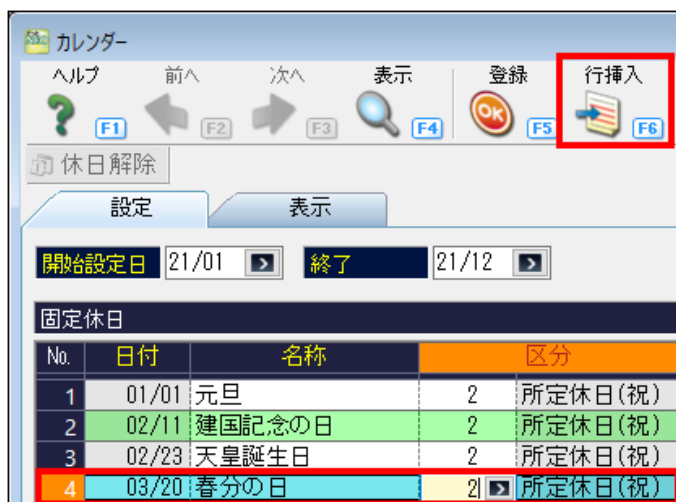 カレンダー
ヘルプ 前へ 次へ 表示 登録 行挿入
? F1 F2 F3 F4 OK F5 F6
休日解除
設定 表示
開始設定日 21/01 終了 21/12
固定休日
No. 日付 名称 区分
1 01/01 元旦 2 所定休日(祝)
2 02/11 建国記念の日 2 所定休日(祝)
3 02/23 天皇誕生日 2 所定休日(祝)
4 03/20 春分の日 2 所定休日(祝)